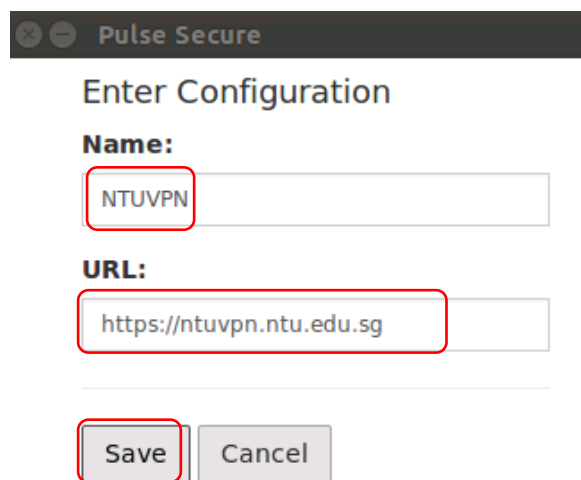 Pulse Secure
Enter Configuration
Name:
NTUVPN
URL:
https://ntuvpn.ntu.edu.sg
Save Cancel